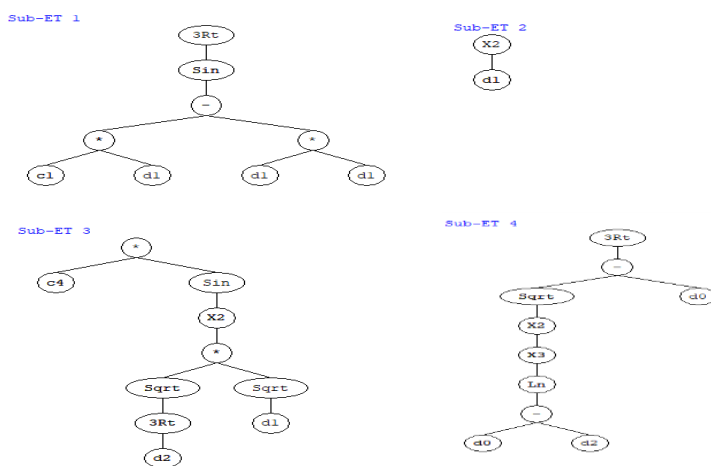 Sub-ET 1
3Rt
Sin
-
* *
c1 d1 d1 d1
Sub-ET 2
X2
d1
Sub-ET 3
*
c4 Sin
X2
*
Sqrt Sqrt
3Rt d1
d2
Sub-ET 4
3Rt
-
Sqrt d0
X2
X3
Ln
-
d0 d2